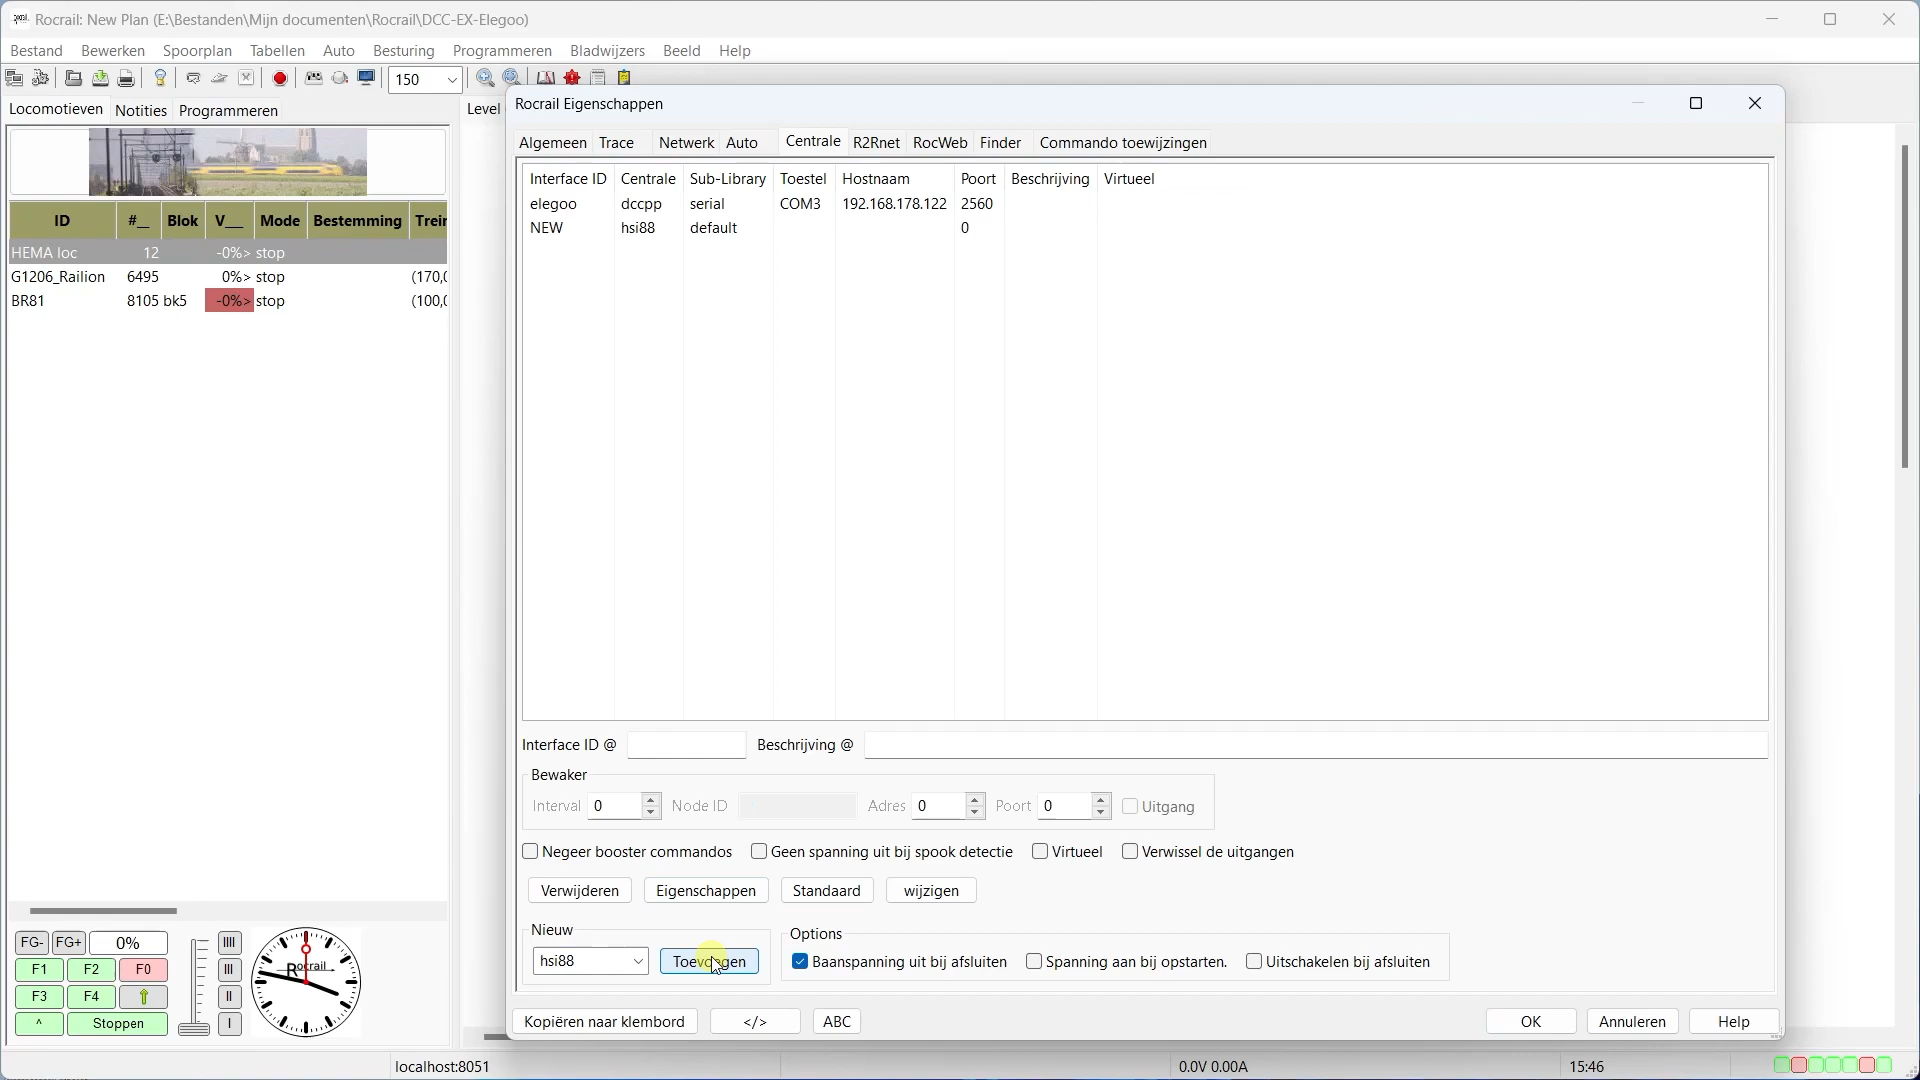 Rocrail: New Plan (E:\Bestanden\Mijn documenten\Rocrail\DCC-EX-Elegoo)
Bestand Bewerken Spoorplan Tabellen Auto Besturing Programmeren Bladwijzers Beeld Help
150
Locomotieven Notities Programmeren
Level
ID #_ Blok V__ Mode Bestemming Trein
HEMA loc 12 -0%> stop
G1206_Railion 6495 0%> stop (170,0
BR81 8105 bk5 -0%> stop (100,0
FG- FG+ 0%
F1 F2 F0
F3 F4
^ Stoppen
IIII
III
II
I
Rocrail
Rocrail Eigenschappen
Algemeen Trace Netwerk Auto Centrale R2Rnet RocWeb Finder Commando toewijzingen
Interface ID Centrale Sub-Library Toestel Hostnaam Poort Beschrijving Virtueel
elegoo dccpp serial COM3 192.168.178.122 2560
NEW hsi88 default 0
Interface ID @ Beschrijving @
Bewaker
Interval 0 Node ID Adres 0 Poort 0 Uitgang
Negeer booster commandos Geen spanning uit bij spook detectie Virtueel Verwissel de uitgangen
Verwijderen Eigenschappen Standaard wijzigen
Nieuw
hsi88 Toevoegen
Options
Baanspanning uit bij afsluiten Spanning aan bij opstarten. Uitschakelen bij afsluiten
Kopiëren naar klembord </> ABC OK Annuleren Help
localhost:8051 0.0V 0.00A 15:46